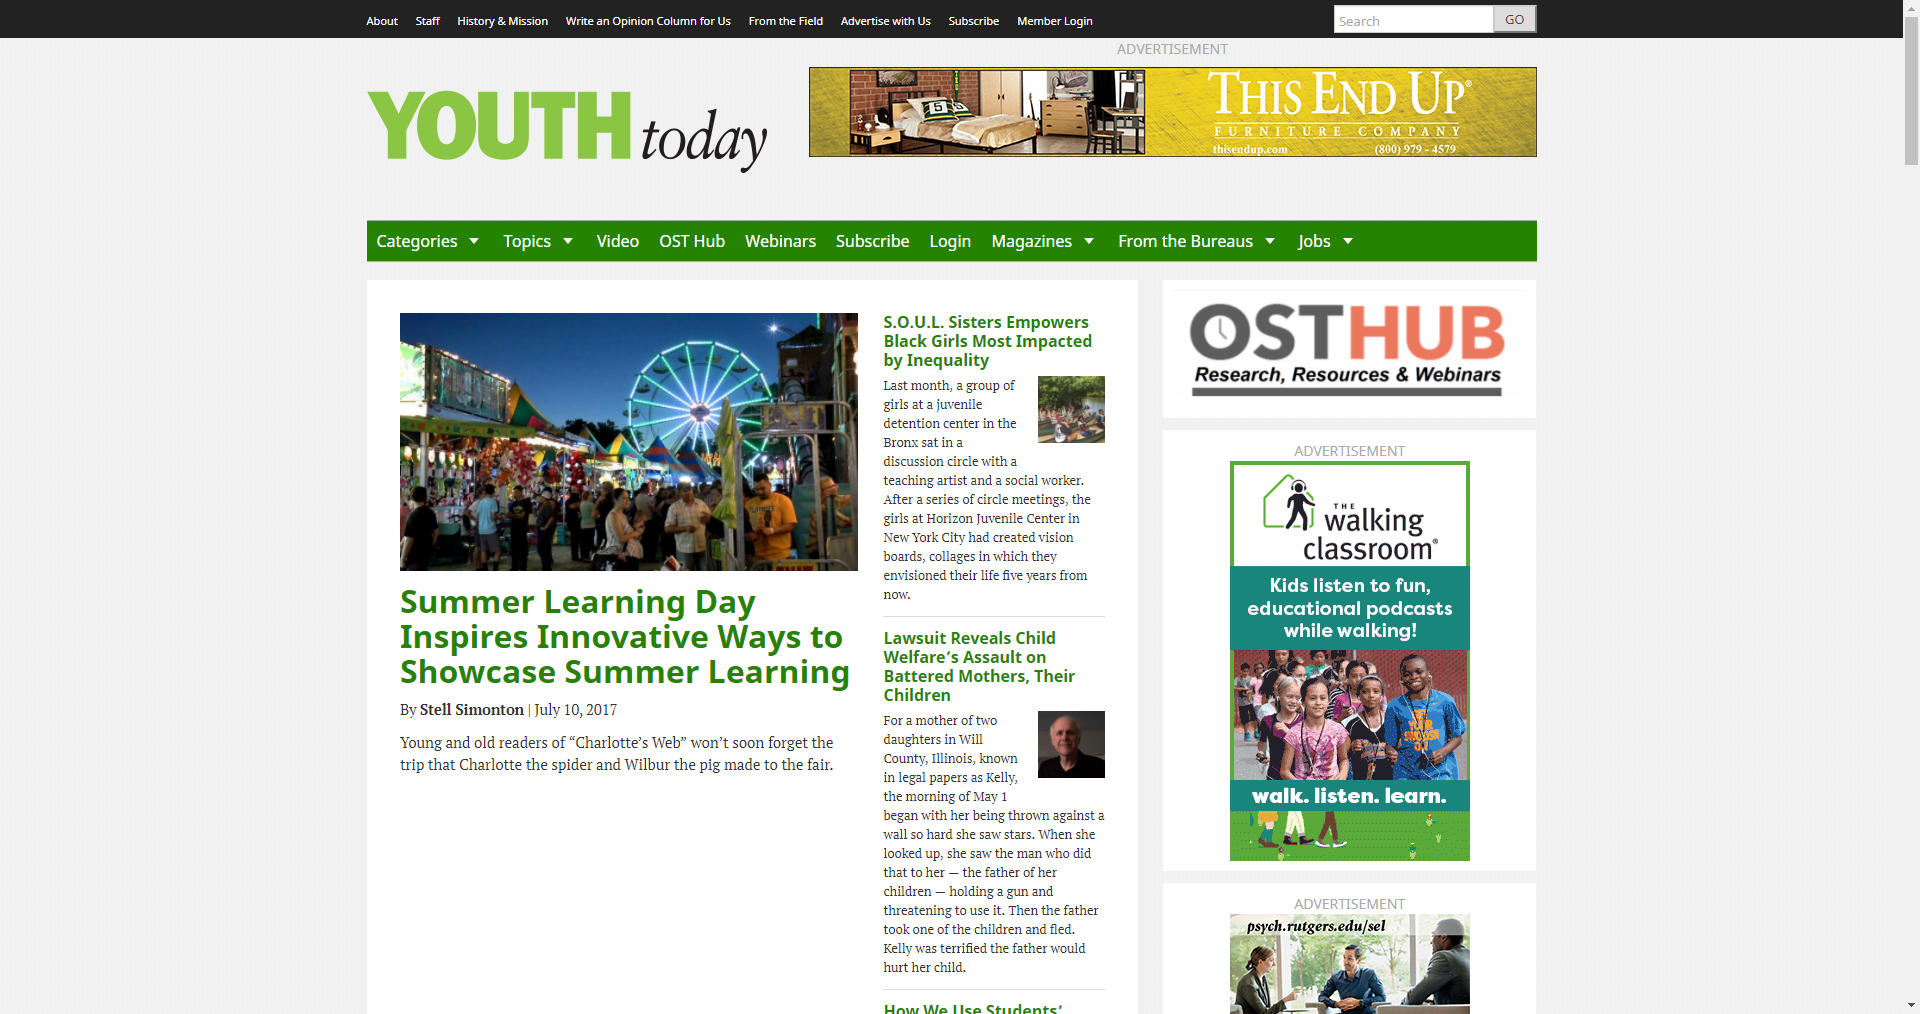 About Staff History & Mission Write an Opinion Column for Us From the Field Advertise with Us Subscribe Member Login
Search GO
ADVERTISEMENT
YOUTH today
THIS END UP®
FURNITURE COMPANY
thisendup.com (800) 979 - 4579
Categories Topics Video OST Hub Webinars Subscribe Login Magazines From the Bureaus Jobs
Summer Learning Day
Inspires Innovative Ways to
Showcase Summer Learning
By Stell Simonton | July 10, 2017
Young and old readers of “Charlotte’s Web” won’t soon forget the
trip that Charlotte the spider and Wilbur the pig made to the fair.
S.O.U.L. Sisters Empowers
Black Girls Most Impacted
by Inequality
Last month, a group of
girls at a juvenile
detention center in the
Bronx sat in a
discussion circle with a
teaching artist and a social worker.
After a series of circle meetings, the
girls at Horizon Juvenile Center in
New York City had created vision
boards, collages in which they
envisioned their life five years from
now.
Lawsuit Reveals Child
Welfare’s Assault on
Battered Mothers, Their
Children
For a mother of two
daughters in Will
County, Illinois, known
in legal papers as Kelly,
the morning of May 1
began with her being thrown against a
wall so hard she saw stars. When she
looked up, she saw the man who did
that to her — the father of her
children — holding a gun and
threatening to use it. Then the father
took one of the children and fled.
Kelly was terrified the father would
hurt her child.
How We Use Students’
OSTHUB
Research, Resources & Webinars
ADVERTISEMENT
THE
walking
classroom®
Kids listen to fun,
educational podcasts
while walking!
walk. listen. learn.
ADVERTISEMENT
psych.rutgers.edu/sel